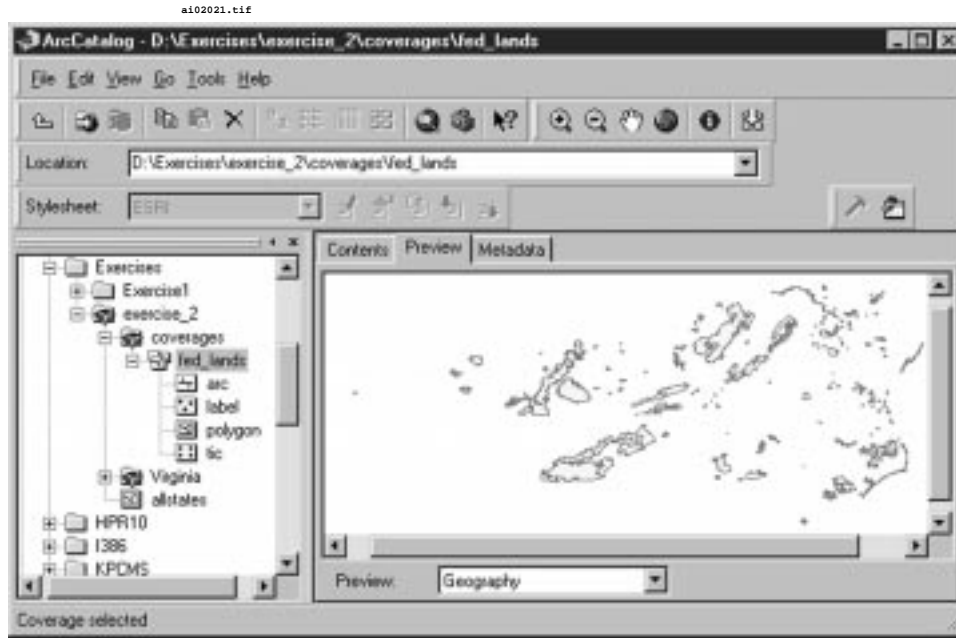 ai02021.tif
ArcCatalog - D:\Exercises\exercise_2\coverages\fed_lands
File Edit View Go Tools Help
Location: D:\Exercises\exercise_2\coverages\fed_lands
Stylesheet: ESRI
Contents Preview Metadata
Exercises
Exercise1
exercise_2
coverages
fed_lands
arc
label
polygon
tic
Virginia
allstates
HPR10
I386
KPCMS
Preview: Geography
Coverage selected